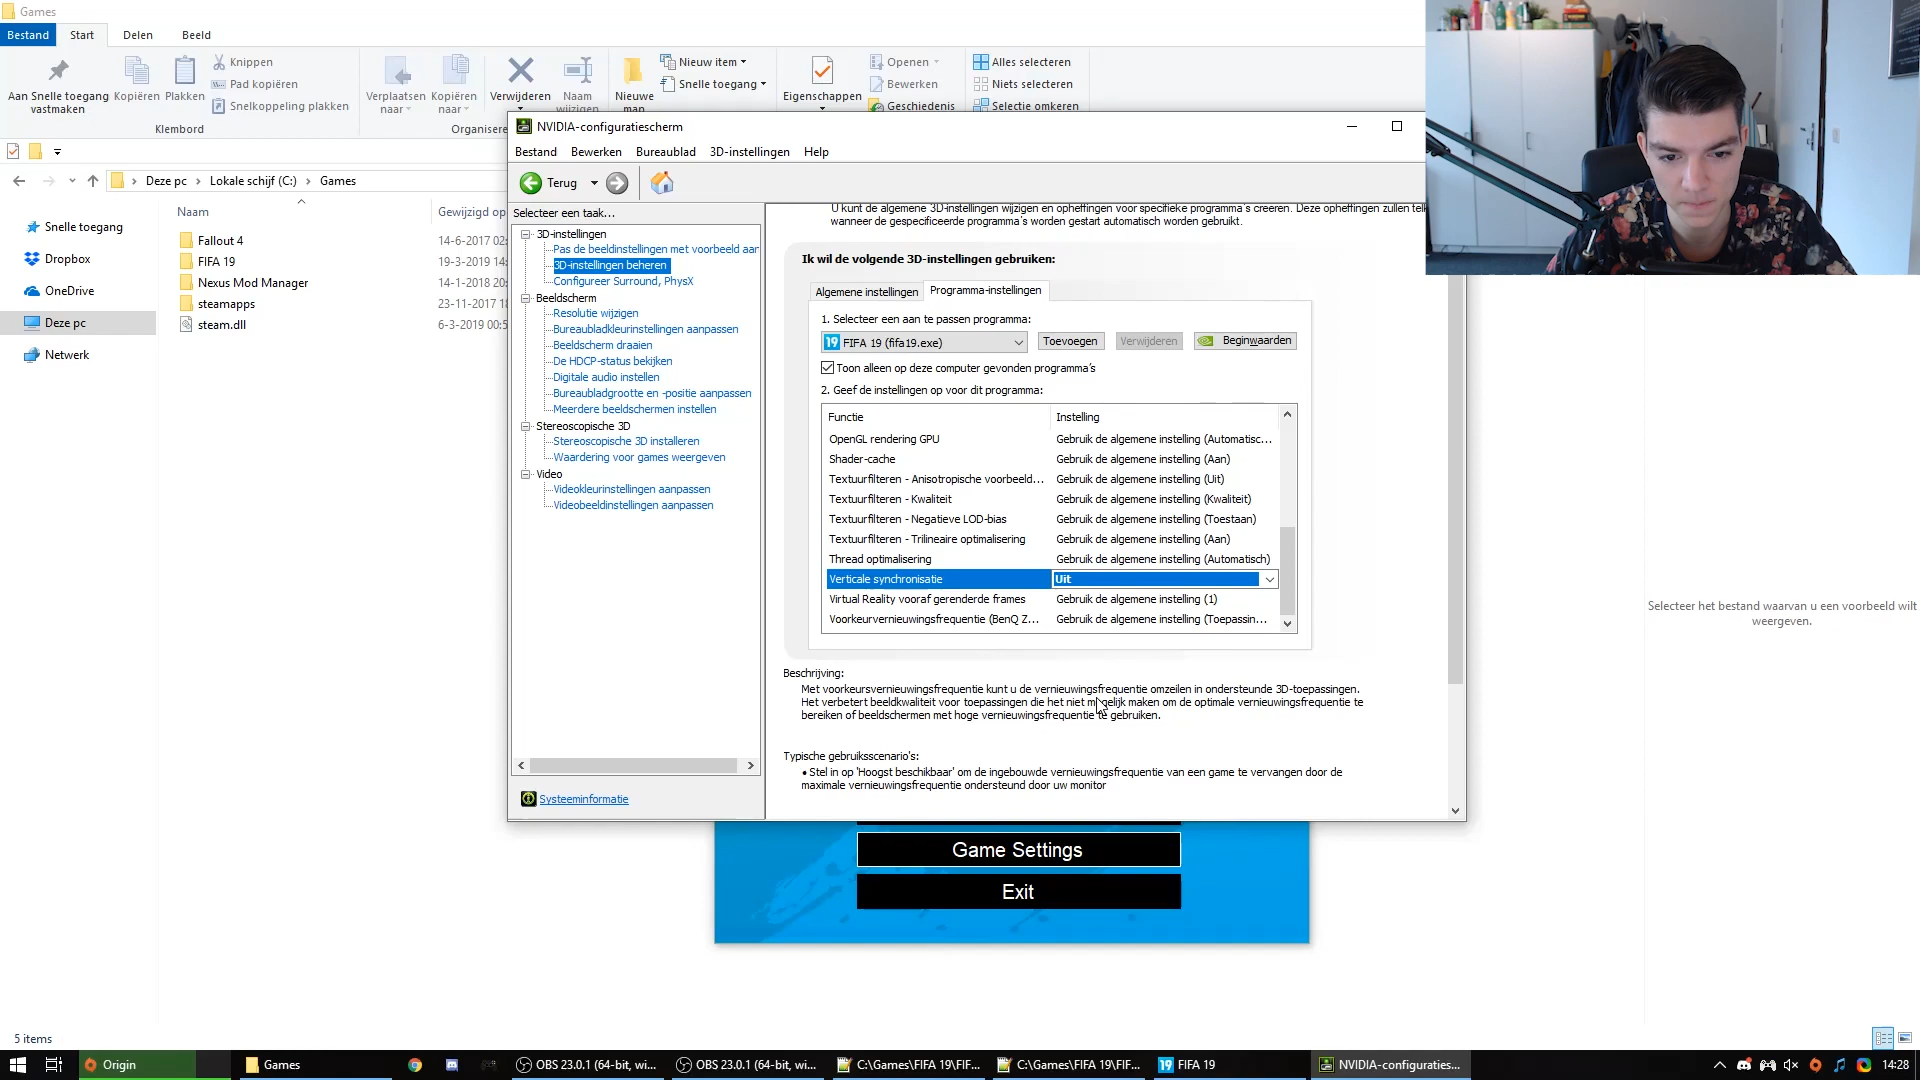 Games
Bestand Start Delen Beeld
Aan Snelle toegang vastmaken
Kopiëren
Plakken
Knippen
Pad kopiëren
Snelkoppeling plakken
Klembord
Verplaatsen naar
Kopiëren naar
Verwijderen
Naam wijzigen
Organisere
Nieuwe map
Nieuw item
Snelle toegang
Eigenschappen
Openen
Bewerken
Geschiedenis
Alles selecteren
Niets selecteren
Selectie omkeren
Deze pc > Lokale schijf (C:) > Games
Naam
Gewijzigd op
Snelle toegang
Dropbox
OneDrive
Deze pc
Netwerk
Fallout 4 14-6-2017 02:
FIFA 19 19-3-2019 14:
Nexus Mod Manager 14-1-2018 20:
steamapps 23-11-2017 18
steam.dll 6-3-2019 00:5
NVIDIA-configuratiescherm
Bestand Bewerken Bureaublad 3D-instellingen Help
Terug
Selecteer een taak...
3D-instellingen
Pas de beeldinstellingen met voorbeeld aan
3D-instellingen beheren
Configureer Surround, PhysX
Beeldscherm
Resolutie wijzigen
Bureaubladkleurinstellingen aanpassen
Beeldscherm draaien
De HDCP-status bekijken
Digitale audio instellen
Bureaubladgrootte en -positie aanpassen
Meerdere beeldschermen instellen
Stereoscopische 3D
Stereoscopische 3D installeren
Waardering voor games weergeven
Video
Videokleurinstellingen aanpassen
Videobeeldinstellingen aanpassen
Systeeminformatie
U kunt de algemene 3D-instellingen wijzigen en opheffingen voor specifieke programma's creëren. Deze opheffingen zullen telk
wanneer de gespecificeerde programma's worden gestart automatisch worden gebruikt.
Ik wil de volgende 3D-instellingen gebruiken:
Algemene instellingen Programma-instellingen
1. Selecteer een aan te passen programma:
19 FIFA 19 (fifa19.exe) Toevoegen Verwijderen Beginwaarden
Toon alleen op deze computer gevonden programma's
2. Geef de instellingen op voor dit programma:
Functie Instelling
OpenGL rendering GPU Gebruik de algemene instelling (Automatisc...
Shader-cache Gebruik de algemene instelling (Aan)
Textuurfilteren - Anisotropische voorbeeld... Gebruik de algemene instelling (Uit)
Textuurfilteren - Kwaliteit Gebruik de algemene instelling (Kwaliteit)
Textuurfilteren - Negatieve LOD-bias Gebruik de algemene instelling (Toestaan)
Textuurfilteren - Trilineaire optimalisering Gebruik de algemene instelling (Aan)
Thread optimalisering Gebruik de algemene instelling (Automatisch)
Verticale synchronisatie Uit
Virtual Reality vooraf gerenderde frames Gebruik de algemene instelling (1)
Voorkeurvernieuwingsfrequentie (BenQ Z... Gebruik de algemene instelling (Toepassin...
Beschrijving:
Met voorkeursvernieuwingsfrequentie kunt u de vernieuwingsfrequentie omzeilen in ondersteunde 3D-toepassingen.
Het verbetert beeldkwaliteit voor toepassingen die het niet mogelijk maken om de optimale vernieuwingsfrequentie te
bereiken of beeldschermen met hoge vernieuwingsfrequentie te gebruiken.
Typische gebruiksscenario's:
• Stel in op 'Hoogst beschikbaar' om de ingebouwde vernieuwingsfrequentie van een game te vervangen door de
maximale vernieuwingsfrequentie ondersteund door uw monitor
Selecteer het bestand waarvan u een voorbeeld wilt
weergeven.
Game Settings
Exit
5 items
Origin
Games
OBS 23.0.1 (64-bit, wi...
OBS 23.0.1 (64-bit, wi...
C:\Games\FIFA 19\FIF...
C:\Games\FIFA 19\FIF...
19 FIFA 19
NVIDIA-configuraties...
14:28